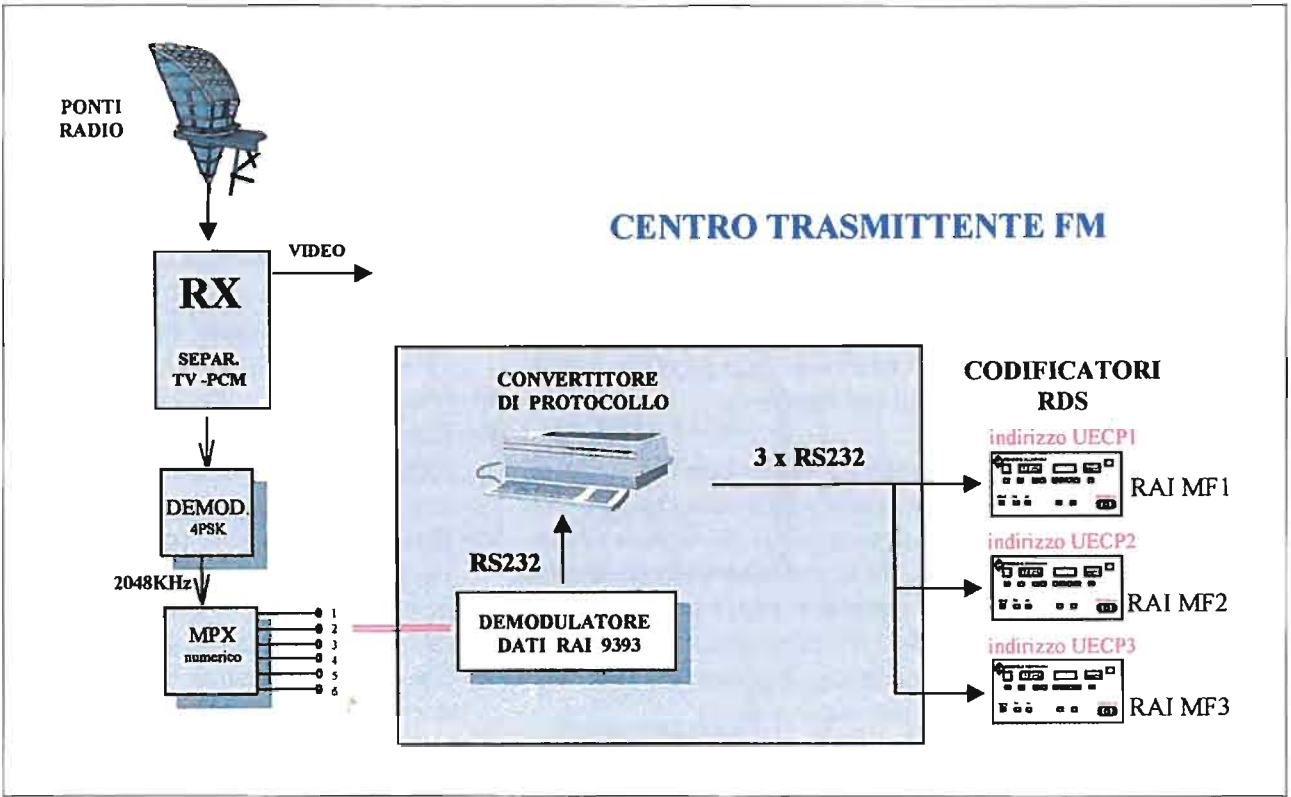 PONTI
RADIO
CENTRO TRASMITTENTE FM
VIDEO
RX
SEPAR.
TV -PCM
DEMOD.
4PSK
2048KHz
MPX
numerico
1
2
3
4
5
6
CONVERTITORE
DI PROTOCOLLO
RS232
DEMODULATORE
DATI RAI 9393
3 x RS232
CODIFICATORI
RDS
indirizzo UECP1
RAI MF1
indirizzo UECP2
RAI MF2
indirizzo UECP3
RAI MF3